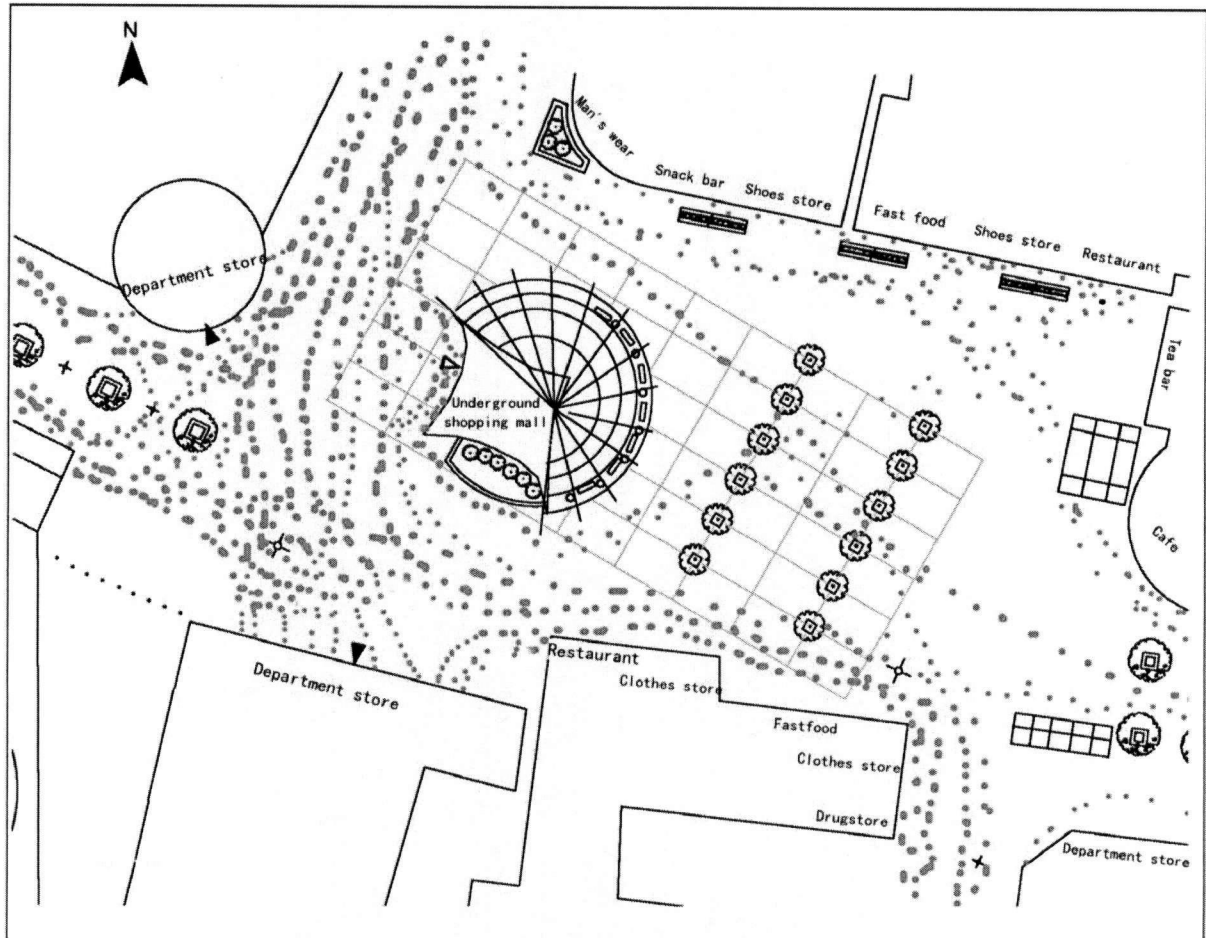 N
Man's wear
Snack bar
Shoes store
Fast food
Shoes store
Restaurant
Department store
Tea bar
Underground
shopping mall
Cafe
Restaurant
Clothes store
Department store
Fastfood
Clothes store
Drugstore
Department store